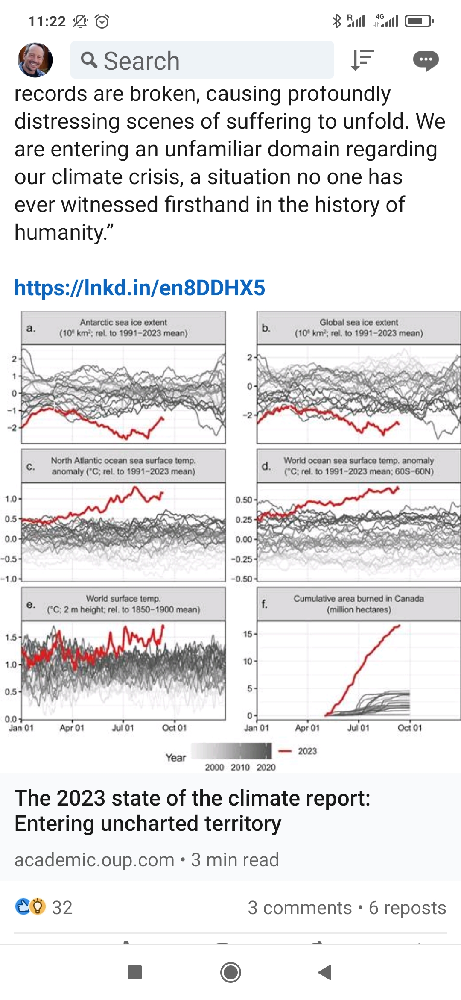 11:22
R
4G
Search
records are broken, causing profoundly
distressing scenes of suffering to unfold. We
are entering an unfamiliar domain regarding
our climate crisis, a situation no one has
ever witnessed firsthand in the history of
humanity.”
https://lnkd.in/en8DDHX5
a.
Antarctic sea ice extent
(10⁶ km²; rel. to 1991–2023 mean)
2
1
0
−1
−2
b.
Global sea ice extent
(10⁶ km²; rel. to 1991–2023 mean)
2
0
−2
c.
North Atlantic ocean sea surface temp.
anomaly (°C; rel. to 1991–2023 mean)
1.0
0.5
0.0
−0.5
−1.0
d.
World ocean sea surface temp. anomaly
(°C; rel. to 1991–2023 mean; 60S–60N)
0.50
0.25
0.00
−0.25
−0.50
e.
World surface temp.
(°C; 2 m height; rel. to 1850–1900 mean)
1.5
1.0
0.5
0.0
Jan 01 Apr 01 Jul 01 Oct 01
f.
Cumulative area burned in Canada
(million hectares)
15
10
5
0
Jan 01 Apr 01 Jul 01 Oct 01
Year
2000 2010 2020
2023
The 2023 state of the climate report:
Entering uncharted territory
academic.oup.com • 3 min read
32
3 comments • 6 reposts